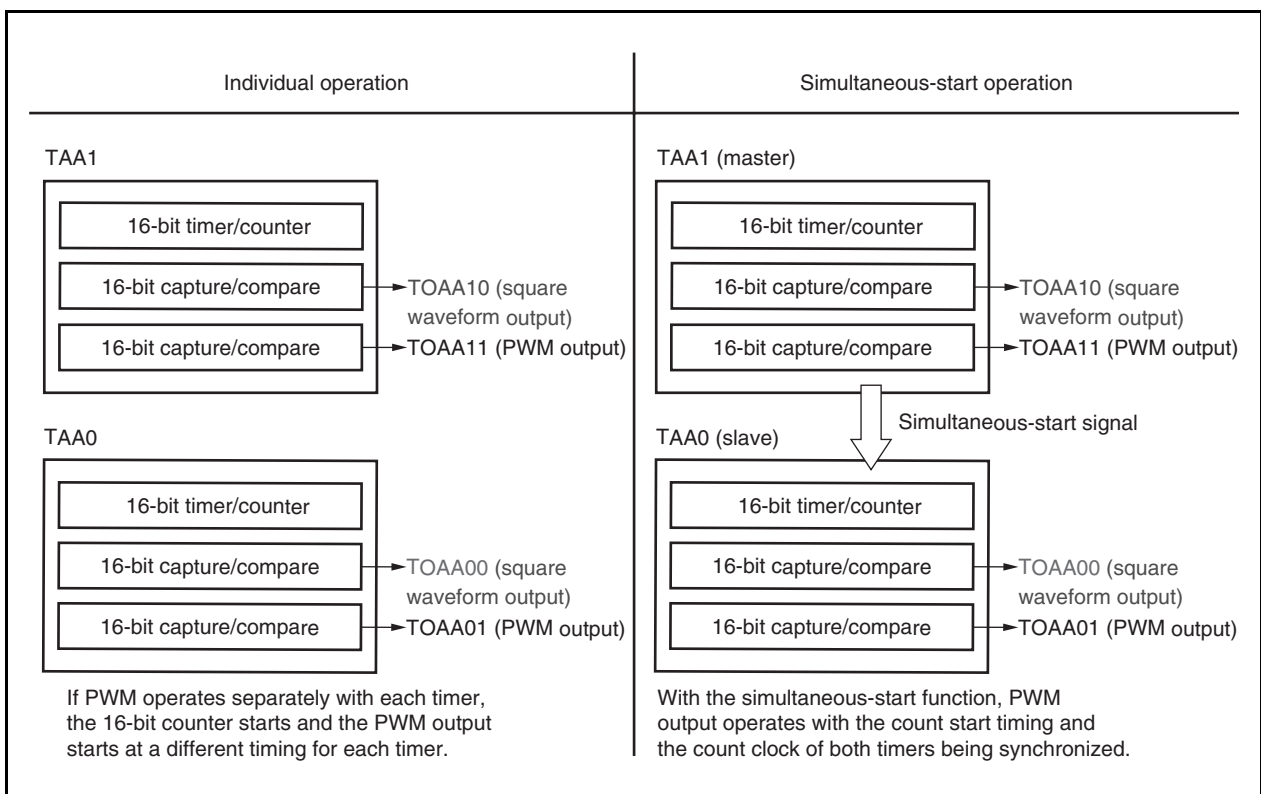 Individual operation
TAA1
16-bit timer/counter
16-bit capture/compare
TOAA10 (square
waveform output)
16-bit capture/compare
TOAA11 (PWM output)
TAA0
16-bit timer/counter
16-bit capture/compare
TOAA00 (square
waveform output)
16-bit capture/compare
TOAA01 (PWM output)
If PWM operates separately with each timer,
the 16-bit counter starts and the PWM output
starts at a different timing for each timer.
Simultaneous-start operation
TAA1 (master)
16-bit timer/counter
16-bit capture/compare
TOAA10 (square
waveform output)
16-bit capture/compare
TOAA11 (PWM output)
Simultaneous-start signal
TAA0 (slave)
16-bit timer/counter
16-bit capture/compare
TOAA00 (square
waveform output)
16-bit capture/compare
TOAA01 (PWM output)
With the simultaneous-start function, PWM
output operates with the count start timing and
the count clock of both timers being synchronized.